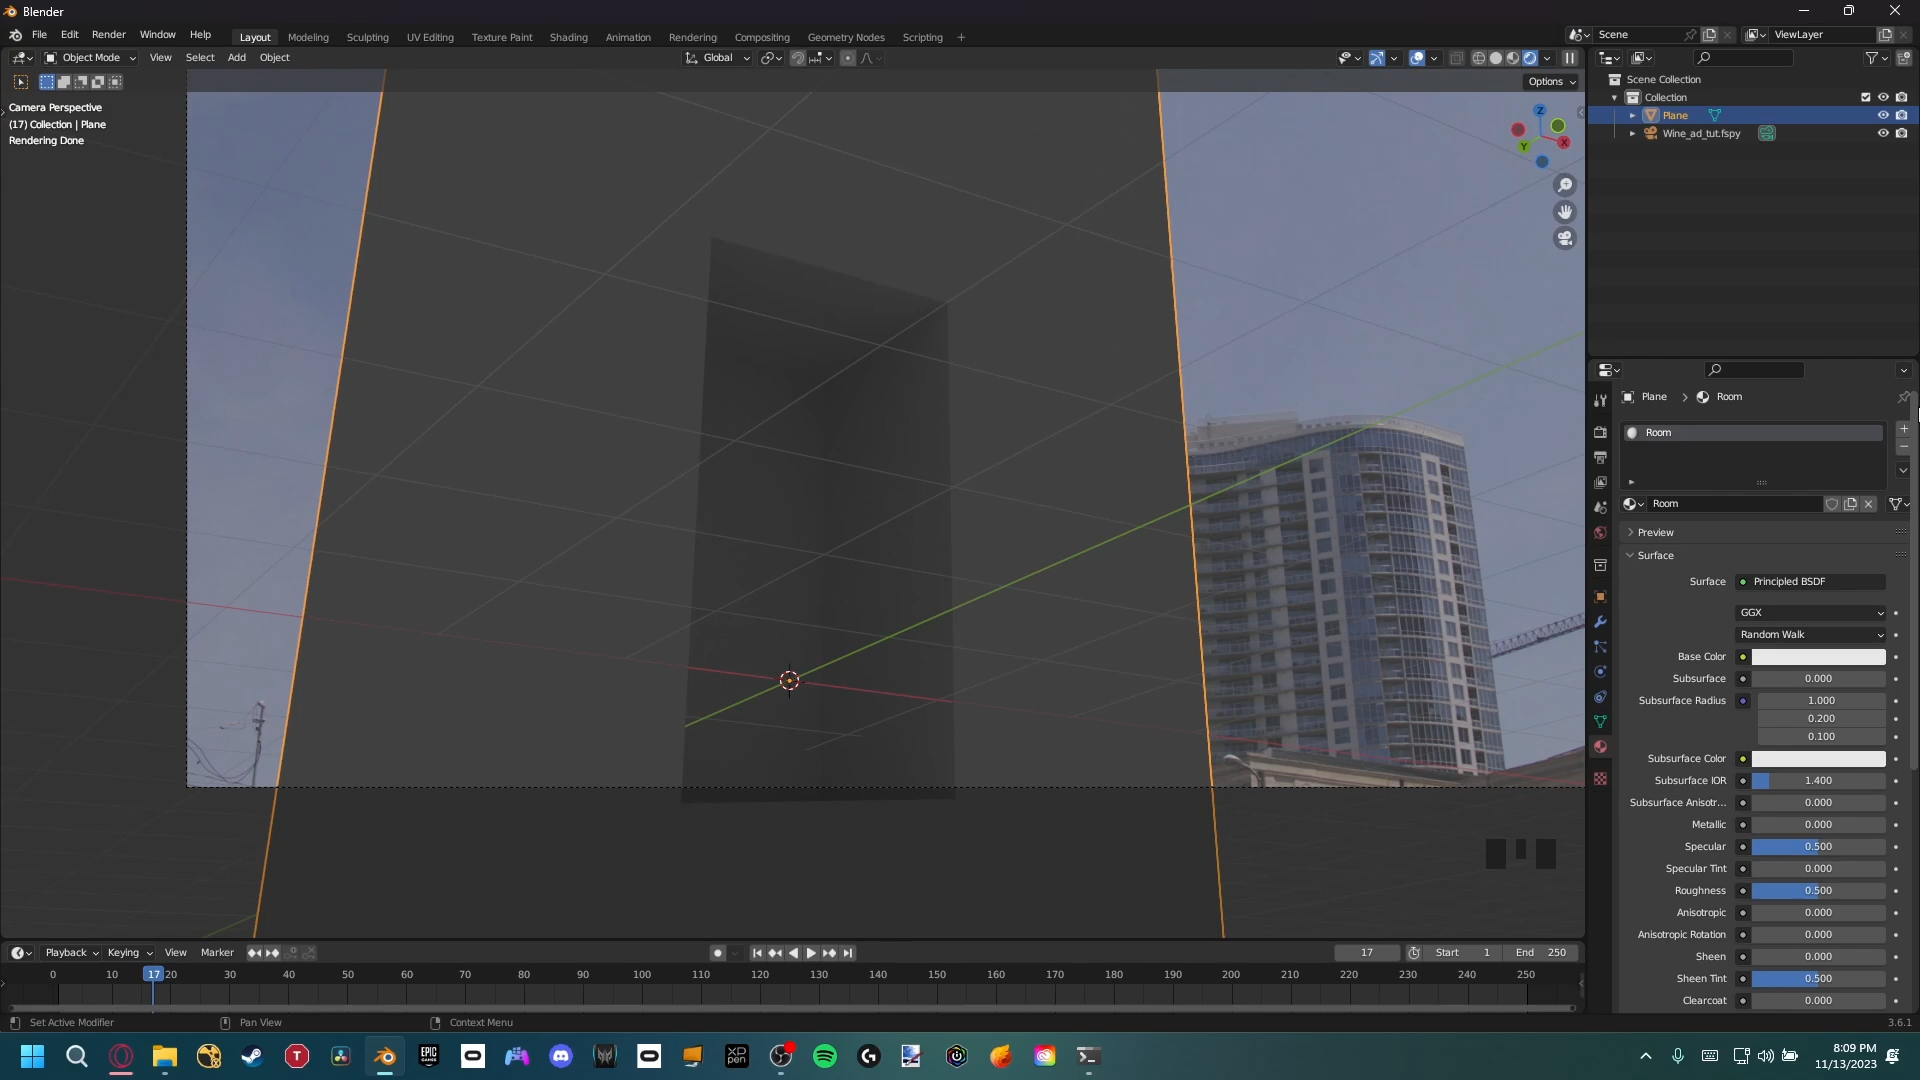 Blender
File Edit Render Window Help
Layout Modeling Sculpting UV Editing Texture Paint Shading Animation Rendering Compositing Geometry Nodes Scripting +
Scene
ViewLayer
Object Mode View Select Add Object
Global
Options
Camera Perspective
(17) Collection | Plane
Rendering Done
Z
X
Y
Scene Collection
Collection
Plane
Wine_ad_tut.fspy
Plane > Room
Room
Room
Preview
Surface
Surface Principled BSDF
GGX
Random Walk
Base Color
Subsurface 0.000
Subsurface Radius 1.000
0.200
0.100
Subsurface Color
Subsurface IOR 1.400
Subsurface Anisotr... 0.000
Metallic 0.000
Specular 0.500
Specular Tint 0.000
Roughness 0.500
Anisotropic 0.000
Anisotropic Rotation 0.000
Sheen 0.000
Sheen Tint 0.500
Clearcoat 0.000
Playback Keying View Marker
17 Start 1 End 250
0 10 17 20 30 40 50 60 70 80 90 100 110 120 130 140 150 160 170 180 190 200 210 220 230 240 250
Set Active Modifier Pan View Context Menu
3.6.1
T
EPIC GAMES
XP PEN
8:09 PM
11/13/2023